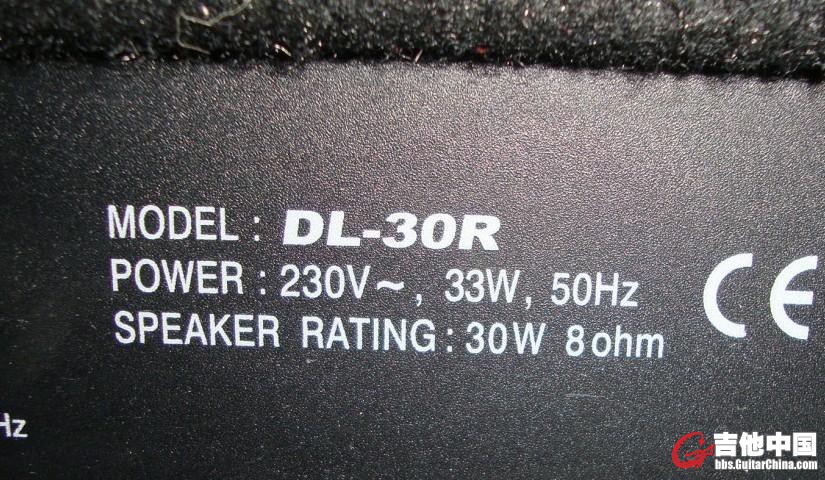 MODEL : DL-30R
POWER : 230V~, 33W, 50Hz
SPEAKER RATING : 30W 8ohm
CE
Hz
吉他中国
bbs.GuitarChina.com